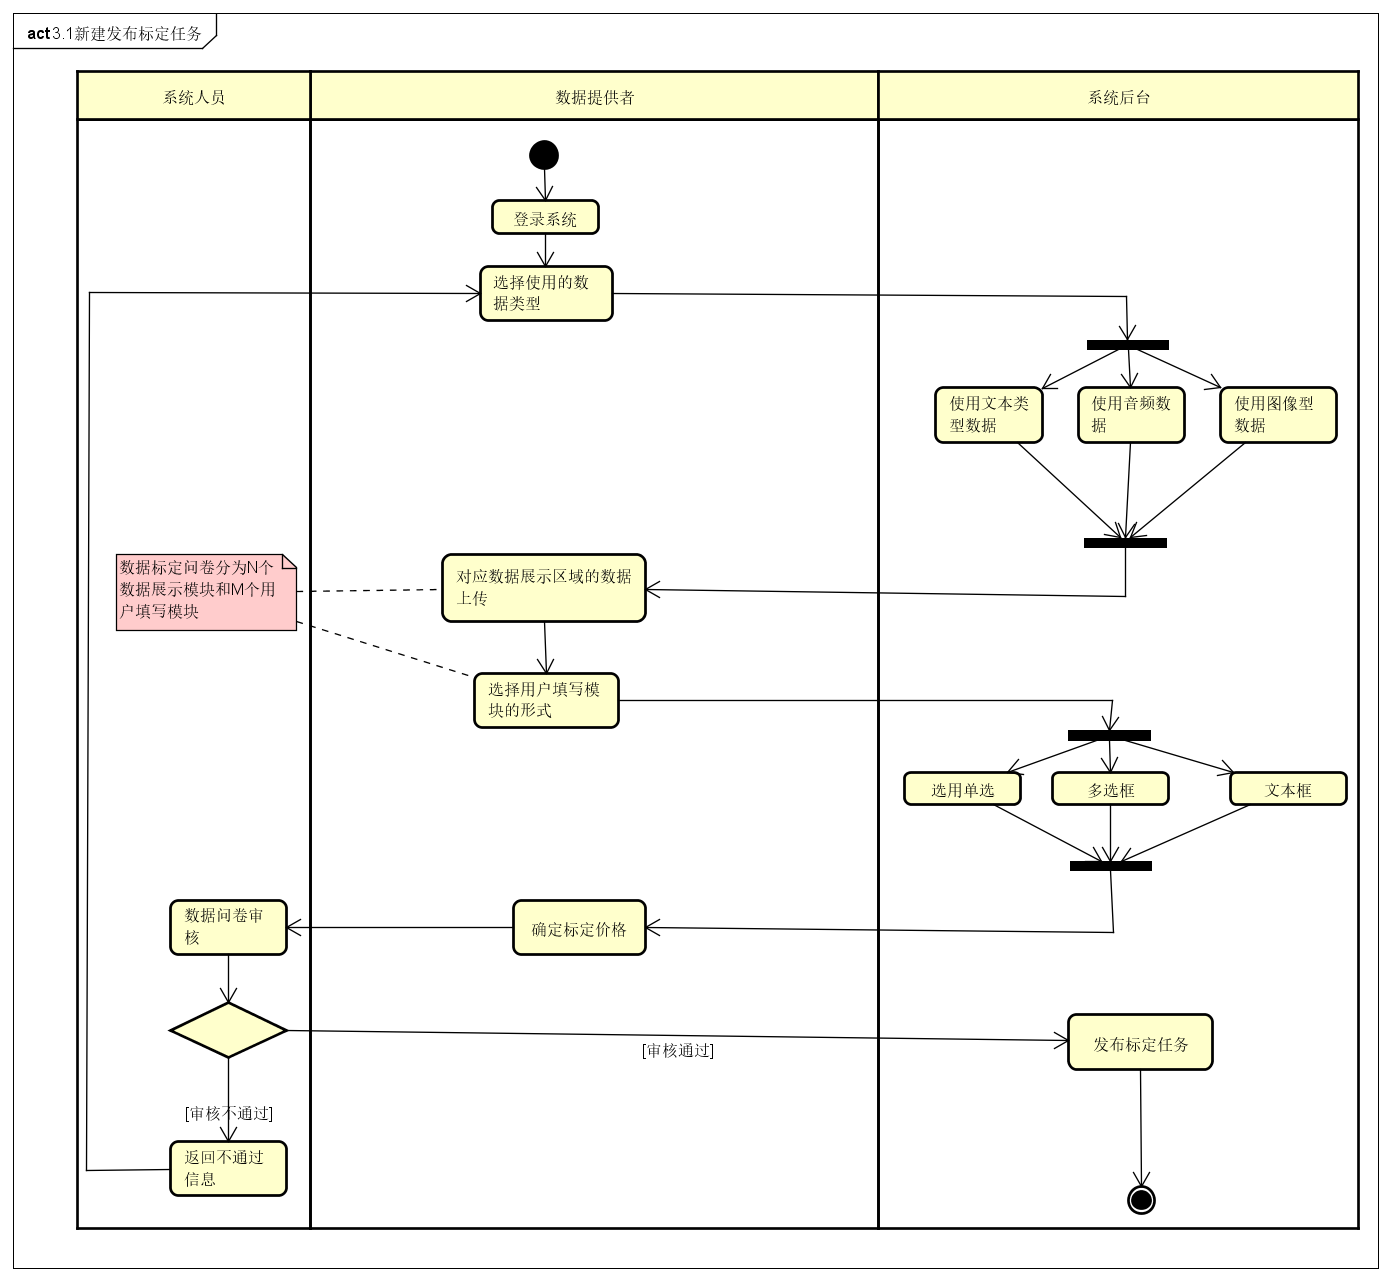 act 3.1新建发布标定任务
系统人员
数据提供者
系统后台
登录系统
选择使用的数
据类型
使用文本类
型数据
使用音频数
据
使用图像型
数据
数据标定问卷分为N个
数据展示模块和M个用
户填写模块
对应数据展示区域的数据
上传
选择用户填写模
块的形式
选用单选
多选框
文本框
数据问卷审
核
确定标定价格
[审核通过]
发布标定任务
[审核不通过]
返回不通过
信息